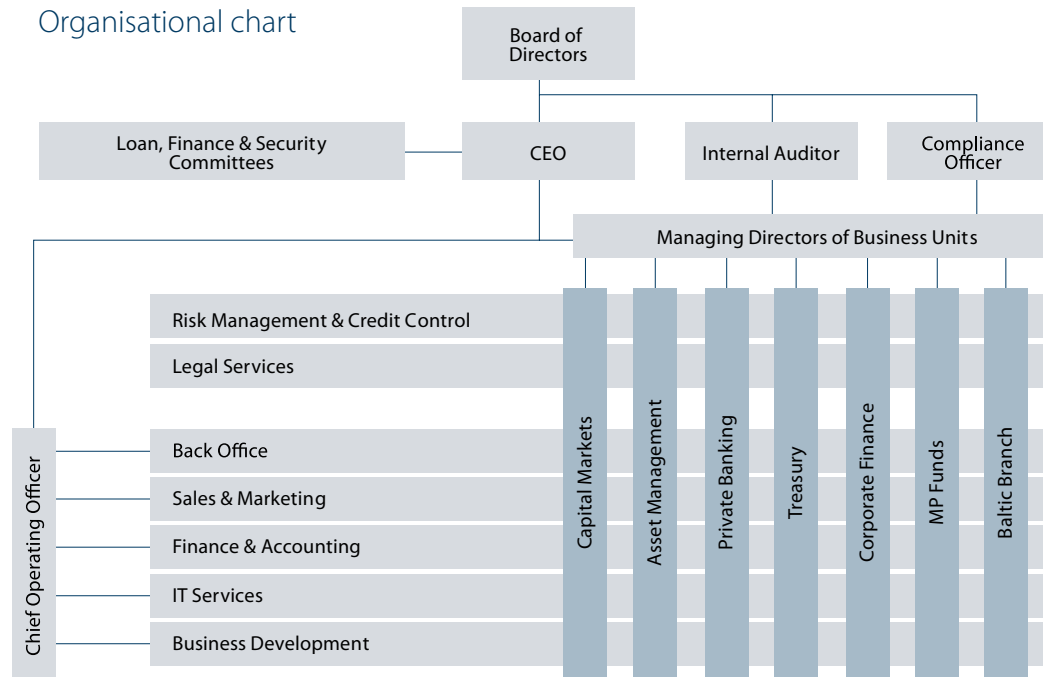 Organisational chart
Board of
Directors
Loan, Finance & Security
Committees
CEO
Internal Auditor
Compliance
Officer
Managing Directors of Business Units
Risk Management & Credit Control
Legal Services
Back Office
Sales & Marketing
Finance & Accounting
IT Services
Business Development
Chief Operating Officer
Capital Markets
Asset Management
Private Banking
Treasury
Corporate Finance
MP Funds
Baltic Branch